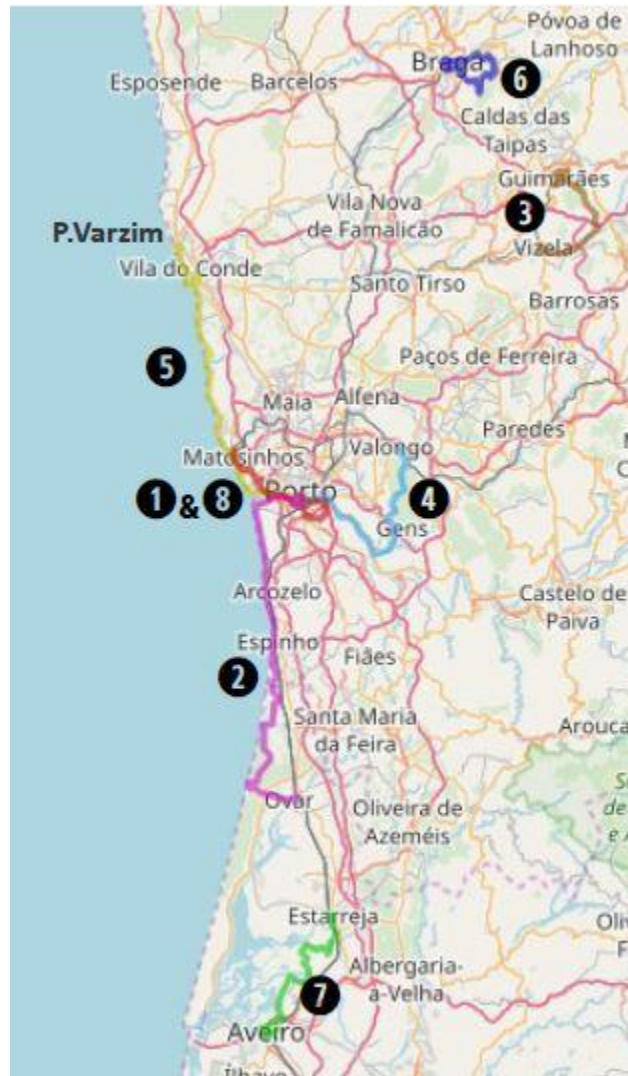 Póvoa de
Lanhoso
Braga
6
Esposende
Barcelos
Caldas das
Taipas
Guimarães
3
Vila Nova
de Famalicão
P.Varzim
Vizela
Vila do Conde
Santo Tirso
Barrosas
5
Paços de Ferreira
Maia
Alfena
Paredes
Valongo
Matosinhos
Porto
1 & 8
4
Gens
Arcozelo
Castelo de
Paiva
Espinho
Fiães
2
Santa Maria
da Feira
Arouca
Ovar
Oliveira de
Azeméis
Estarreja
Albergaria-
a-Velha
7
Aveiro
Ílhavo